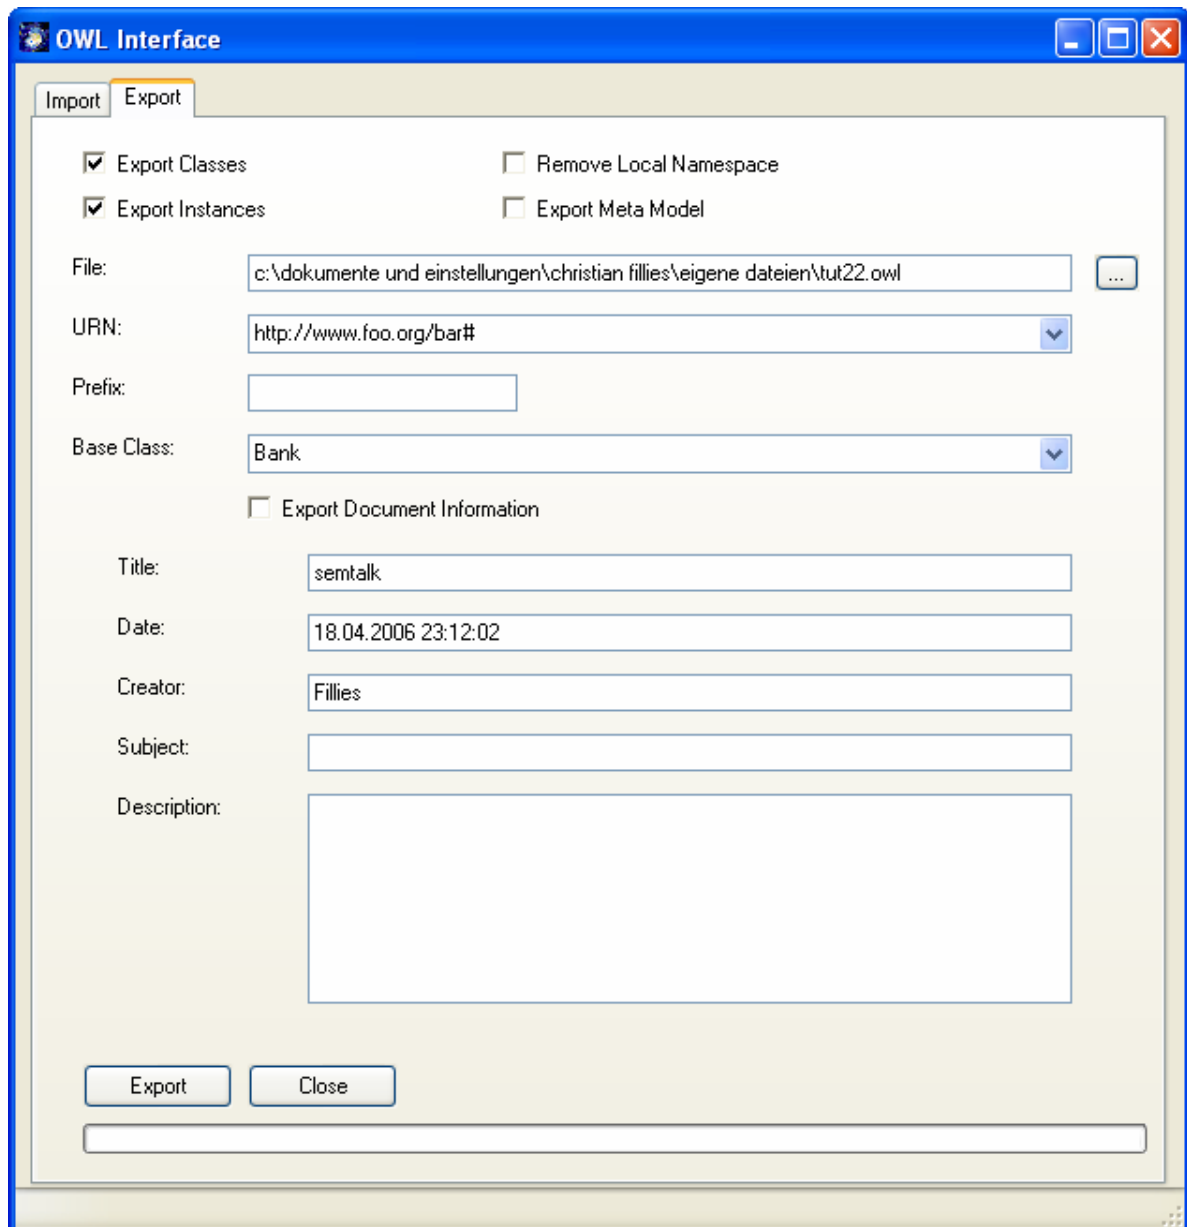 OWL Interface
Import Export
Export Classes Remove Local Namespace
Export Instances Export Meta Model
File: c:\dokumente und einstellungen\christian fillies\eigene dateien\tut22.owl ...
URN: http://www.foo.org/bar#
Prefix:
Base Class: Bank
Export Document Information
Title: semtalk
Date: 18.04.2006 23:12:02
Creator: Fillies
Subject:
Description:
Export Close